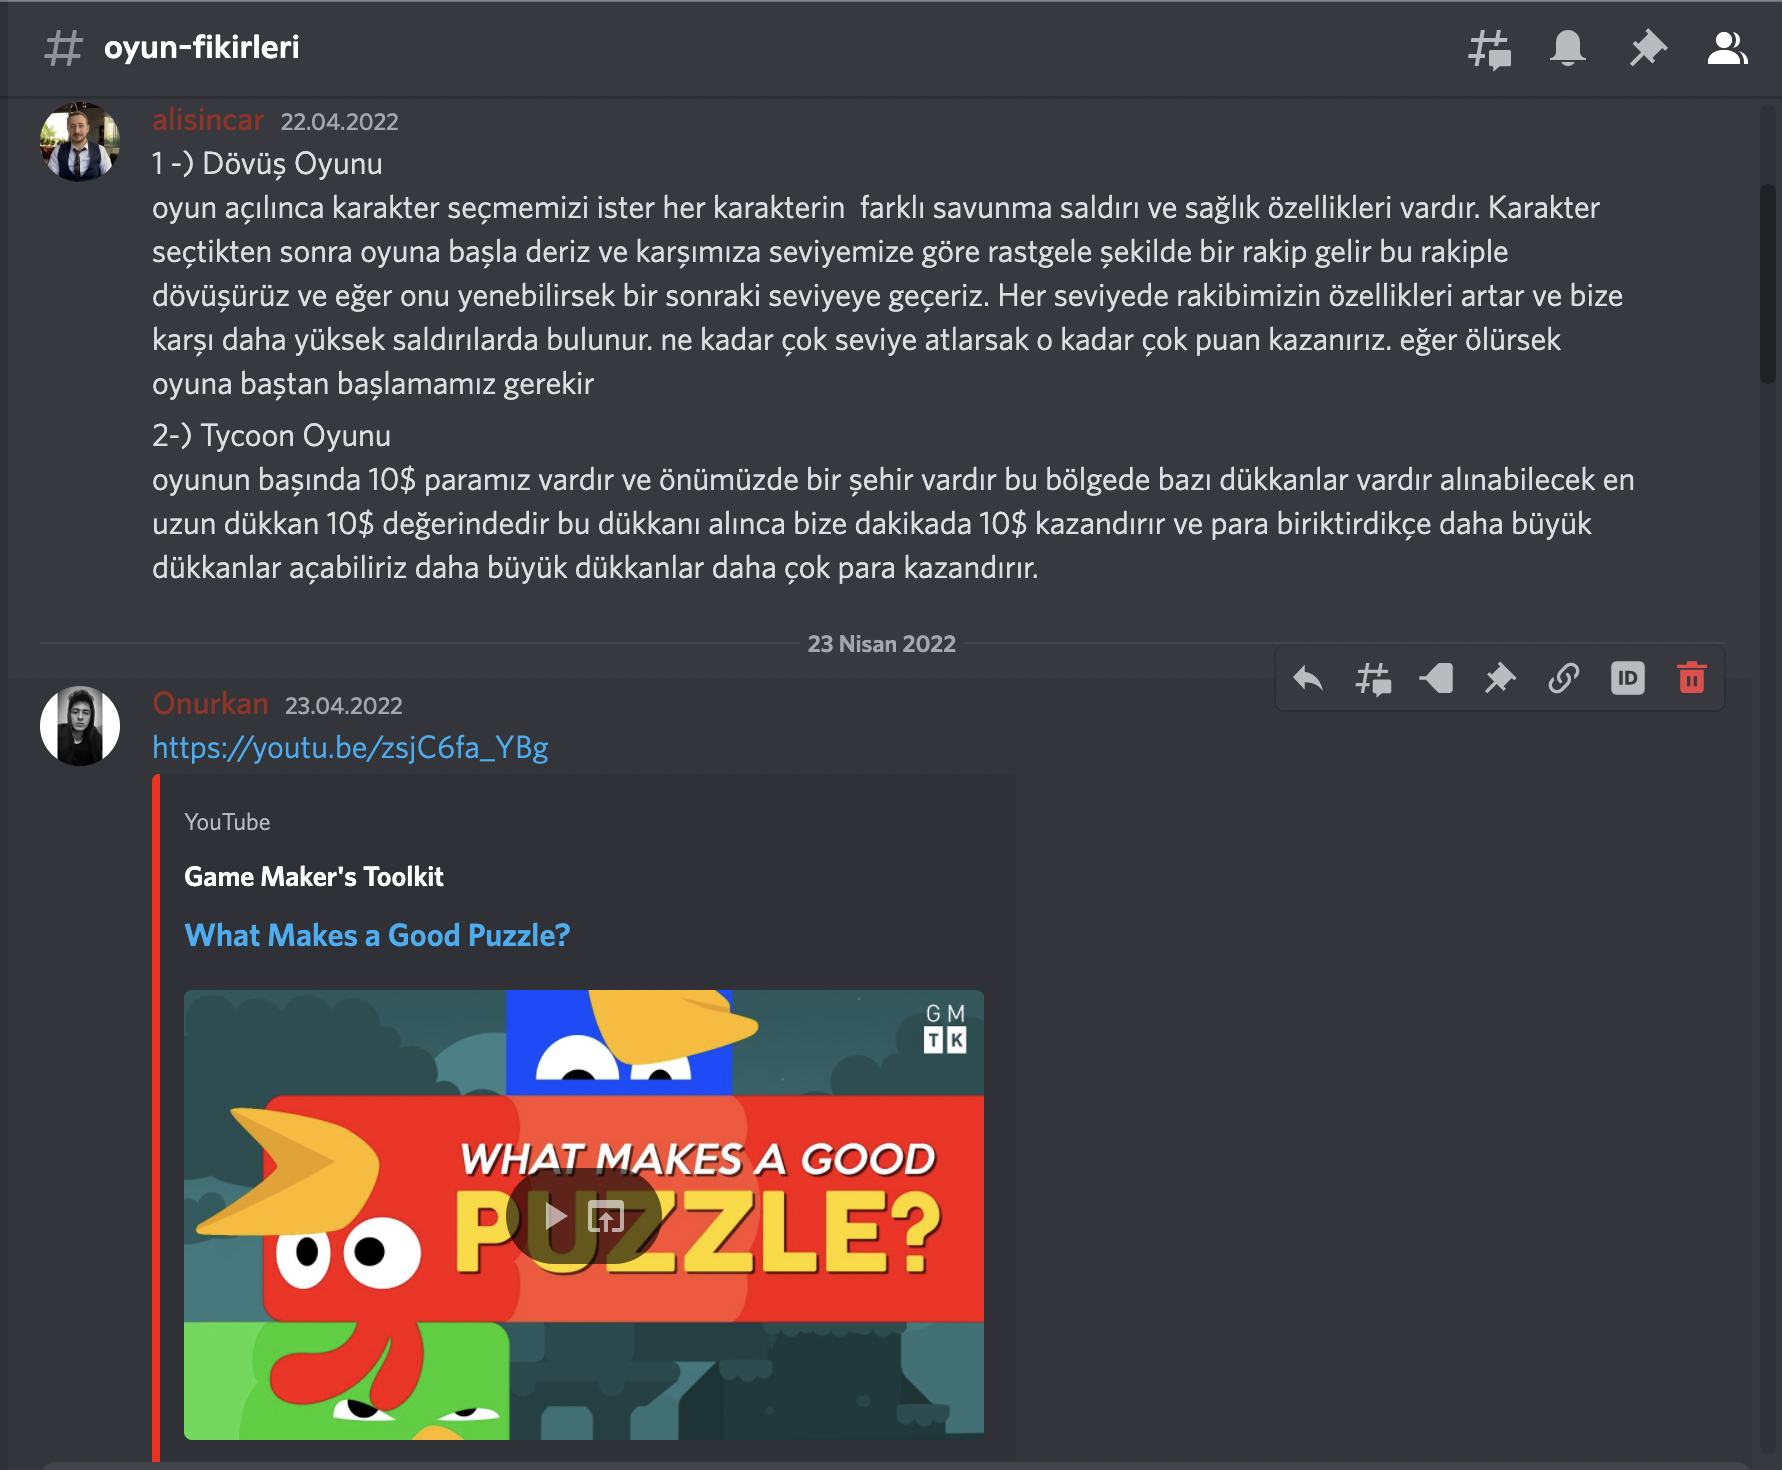 oyun-fikirleri
alisincar 22.04.2022
1 -) Dövüş Oyunu
oyun açılınca karakter seçmemizi ister her karakterin  farklı savunma saldırı ve sağlık özellikleri vardır. Karakter
seçtikten sonra oyuna başla deriz ve karşımıza seviyemize göre rastgele şekilde bir rakip gelir bu rakiple
dövüşürüz ve eğer onu yenebilirsek bir sonraki seviyeye geçeriz. Her seviyede rakibimizin özellikleri artar ve bize
karşı daha yüksek saldırılarda bulunur. ne kadar çok seviye atlarsak o kadar çok puan kazanırız. eğer ölürsek
oyuna baştan başlamamız gerekir
2-) Tycoon Oyunu
oyunun başında 10$ paramız vardır ve önümüzde bir şehir vardır bu bölgede bazı dükkanlar vardır alınabilecek en
uzun dükkan 10$ değerindedir bu dükkanı alınca bize dakikada 10$ kazandırır ve para biriktirdikçe daha büyük
dükkanlar açabiliriz daha büyük dükkanlar daha çok para kazandırır.
23 Nisan 2022
ID
Onurkan 23.04.2022
https://youtu.be/zsjC6fa_YBg
YouTube
Game Maker's Toolkit
What Makes a Good Puzzle?
G M
T K
WHAT MAKES A GOOD
PUZZLE?